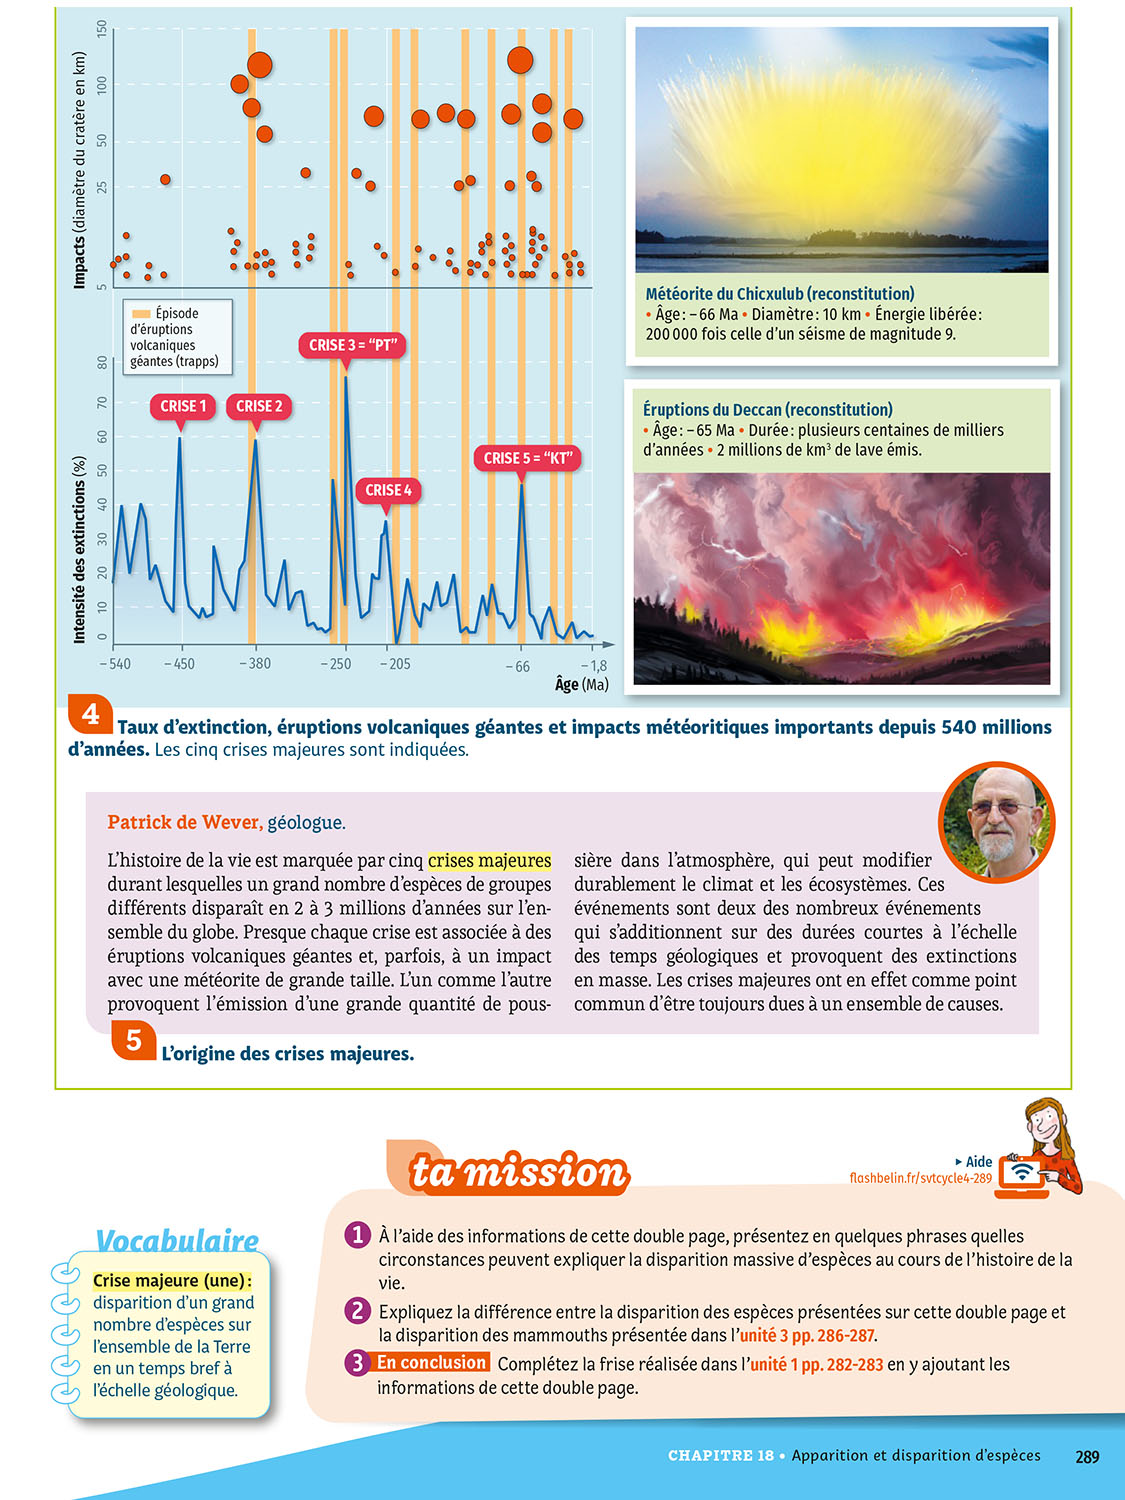 Impacts (diamètre du cratère en km)
150
100
50
25
5
Épisode
d'éruptions
volcaniques
géantes (trapps)
Intensité des extinctions (%)
80
70
60
50
40
30
20
10
0
CRISE 1
CRISE 2
CRISE 3 = “PT”
CRISE 4
CRISE 5 = “KT”
– 540
– 450
– 380
– 250
– 205
– 66
– 1,8
Âge (Ma)
Météorite du Chicxulub (reconstitution)
• Âge : – 66 Ma • Diamètre : 10 km • Énergie libérée :
200 000 fois celle d'un séisme de magnitude 9.
Éruptions du Deccan (reconstitution)
• Âge : – 65 Ma • Durée : plusieurs centaines de milliers
d'années • 2 millions de km³ de lave émis.
4 Taux d'extinction, éruptions volcaniques géantes et impacts météoritiques importants depuis 540 millions
d'années. Les cinq crises majeures sont indiquées.
Patrick de Wever, géologue.
L'histoire de la vie est marquée par cinq crises majeures
durant lesquelles un grand nombre d'espèces de groupes
différents disparaît en 2 à 3 millions d'années sur l'en-
semble du globe. Presque chaque crise est associée à des
éruptions volcaniques géantes et, parfois, à un impact
avec une météorite de grande taille. L'un comme l'autre
provoquent l'émission d'une grande quantité de pous-
sière dans l'atmosphère, qui peut modifier
durablement le climat et les écosystèmes. Ces
événements sont deux des nombreux événements
qui s'additionnent sur des durées courtes à l'échelle
des temps géologiques et provoquent des extinctions
en masse. Les crises majeures ont en effet comme point
commun d'être toujours dues à un ensemble de causes.
5 L'origine des crises majeures.
ta mission
▸ Aide
flashbelin.fr/svtcycle4-289
1 À l'aide des informations de cette double page, présentez en quelques phrases quelles
circonstances peuvent expliquer la disparition massive d'espèces au cours de l'histoire de la
vie.
2 Expliquez la différence entre la disparition des espèces présentées sur cette double page et
la disparition des mammouths présentée dans l'unité 3 pp. 286-287.
3 En conclusion Complétez la frise réalisée dans l'unité 1 pp. 282-283 en y ajoutant les
informations de cette double page.
Vocabulaire
Crise majeure (une) :
disparition d'un grand
nombre d'espèces sur
l'ensemble de la Terre
en un temps bref à
l'échelle géologique.
CHAPITRE 18 • Apparition et disparition d'espèces 289